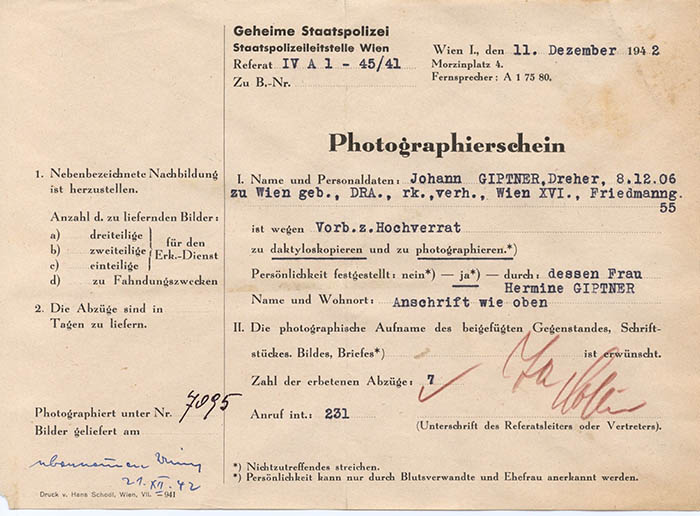 Geheime Staatspolizei
Staatspolizeileitstelle Wien
Referat IV A 1 - 45/41
Zu B.-Nr.
Wien I., den 11. Dezember 1942
Morzinplatz 4.
Fernsprecher: A 1 75 80.
Photographierschein
1. Nebenbezeichnete Nachbildung
ist herzustellen.
Anzahl d. zu liefernden Bilder:
a) dreiteilige
b) zweiteilige
c) einteilige
für den
Erk.-Dienst
d) zu Fahndungszwecken
2. Die Abzüge sind in
Tagen zu liefern.
Photographiert unter Nr. 7095
Bilder geliefert am
21. XII. 42
Druck v. Hans Schodl, Wien, VII. – 941
I. Name und Personaldaten: Johann GIPTNER, Dreher, 8.12.06
zu Wien geb., DRA., rk.,verh., Wien XVI., Friedmanng.
55
ist wegen Vorb.z.Hochverrat
zu daktyloskopieren und zu photographieren.*)
Persönlichkeit festgestellt: nein*) — ja*) — durch: dessen Frau
Hermine GIPTNER
Name und Wohnort: Anschrift wie oben
II. Die photographische Aufname des beigefügten Gegenstandes, Schrift-
stückes. Bildes, Briefes*) ist erwünscht.
Zahl der erbetenen Abzüge: 7 ✓
Anruf int.: 231
(Unterschrift des Referatsleiters oder Vertreters).
*) Nichtzutreffendes streichen.
*) Persönlichkeit kann nur durch Blutsverwandte und Ehefrau anerkannt werden.